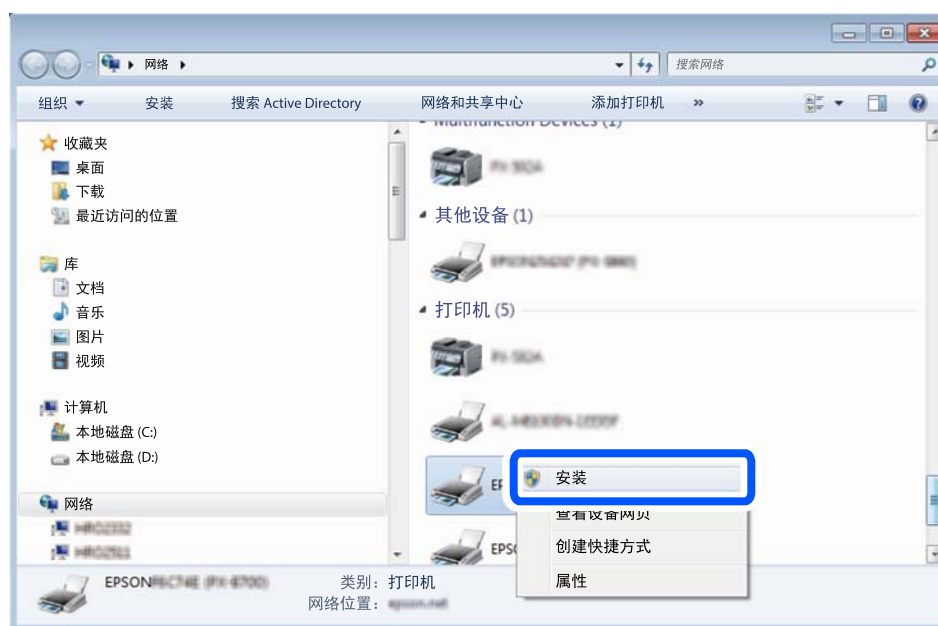 网络
搜索网络
组织 安装 搜索 Active Directory 网络和共享中心 添加打印机 »
收藏夹
桌面
下载
最近访问的位置
库
文档
音乐
图片
视频
计算机
本地磁盘 (C:)
本地磁盘 (D:)
网络
Multifunction Devices (1)
其他设备 (1)
打印机 (5)
EP
EPSO
安装
查看设备网页
创建快捷方式
属性
EPSON
类别: 打印机
网络位置: